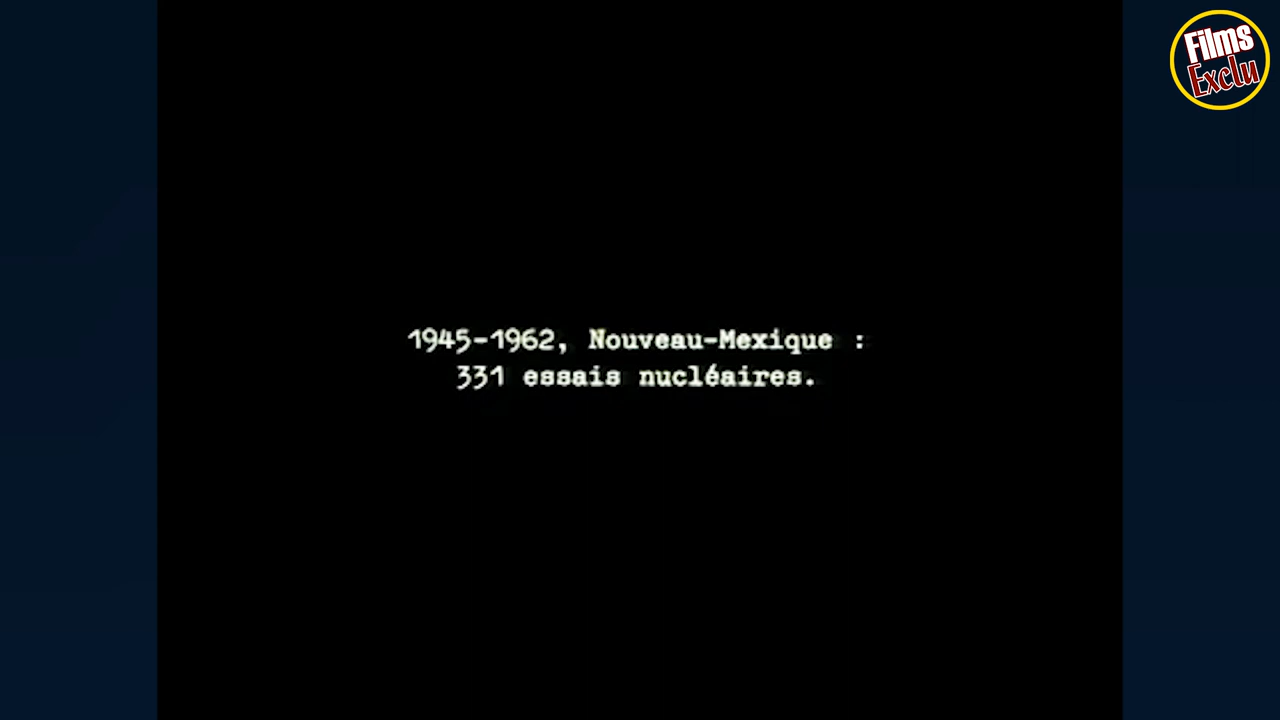 Films
Exclu
1945-1962, Nouveau-Mexique :
331 essais nucléaires.